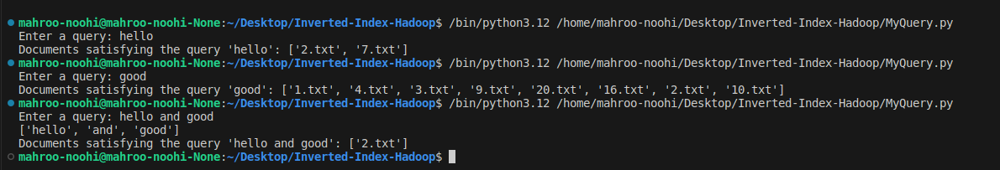 mahroo-noohi@mahroo-noohi-None:~/Desktop/Inverted-Index-Hadoop$ /bin/python3.12 /home/mahroo-noohi/Desktop/Inverted-Index-Hadoop/MyQuery.py
Enter a query: hello
Documents satisfying the query 'hello': ['2.txt', '7.txt']
mahroo-noohi@mahroo-noohi-None:~/Desktop/Inverted-Index-Hadoop$ /bin/python3.12 /home/mahroo-noohi/Desktop/Inverted-Index-Hadoop/MyQuery.py
Enter a query: good
Documents satisfying the query 'good': ['1.txt', '4.txt', '3.txt', '9.txt', '20.txt', '16.txt', '2.txt', '10.txt']
mahroo-noohi@mahroo-noohi-None:~/Desktop/Inverted-Index-Hadoop$ /bin/python3.12 /home/mahroo-noohi/Desktop/Inverted-Index-Hadoop/MyQuery.py
Enter a query: hello and good
['hello', 'and', 'good']
Documents satisfying the query 'hello and good': ['2.txt']
mahroo-noohi@mahroo-noohi-None:~/Desktop/Inverted-Index-Hadoop$